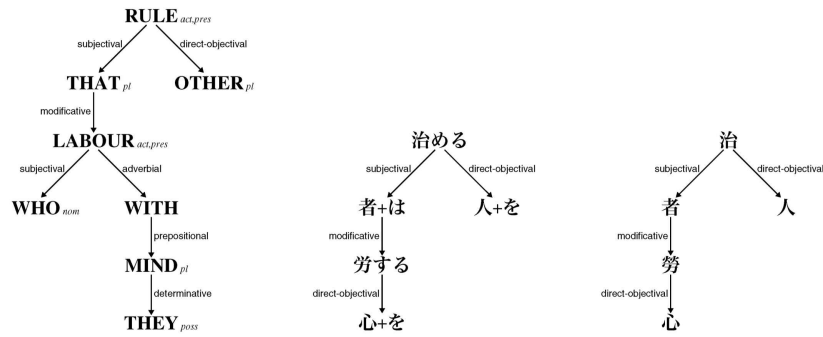 RULE act,pres
subjectival direct-objectival
THAT pl OTHER pl
modificative
LABOUR act,pres
subjectival adverbial
WHO nom WITH
prepositional
MIND pl
determinative
THEY poss
治める
subjectival direct-objectival
者+は 人+を
modificative
労する
direct-objectival
心+を
治
subjectival direct-objectival
者 人
modificative
勞
direct-objectival
心